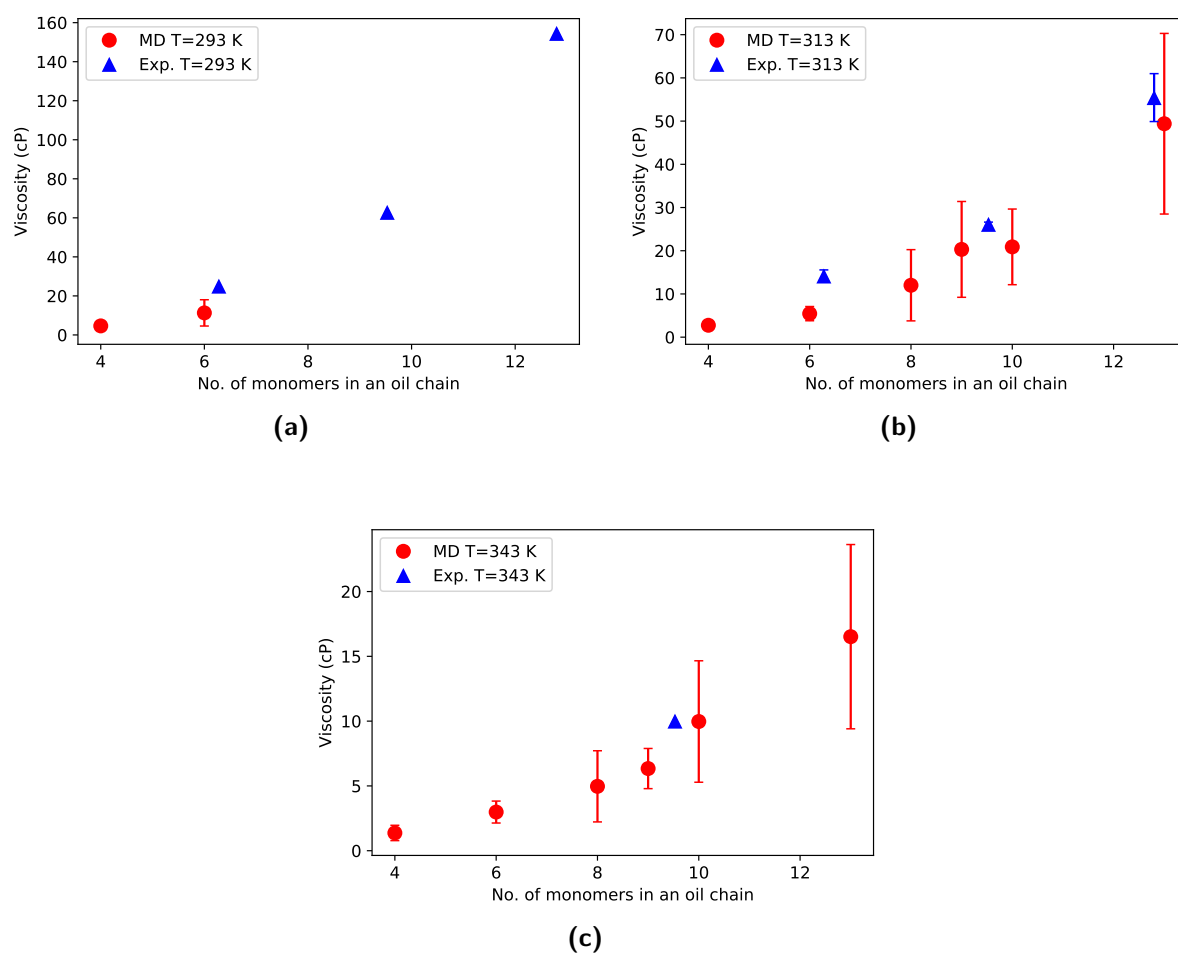 160
140
120
100
80
60
40
20
0
Viscosity (cP)
MD T=293 K
Exp. T=293 K
4 6 8 10 12
No. of monomers in an oil chain
(a)
70
60
50
40
30
20
10
0
Viscosity (cP)
MD T=313 K
Exp. T=313 K
4 6 8 10 12
No. of monomers in an oil chain
(b)
20
15
10
5
0
Viscosity (cP)
MD T=343 K
Exp. T=343 K
4 6 8 10 12
No. of monomers in an oil chain
(c)